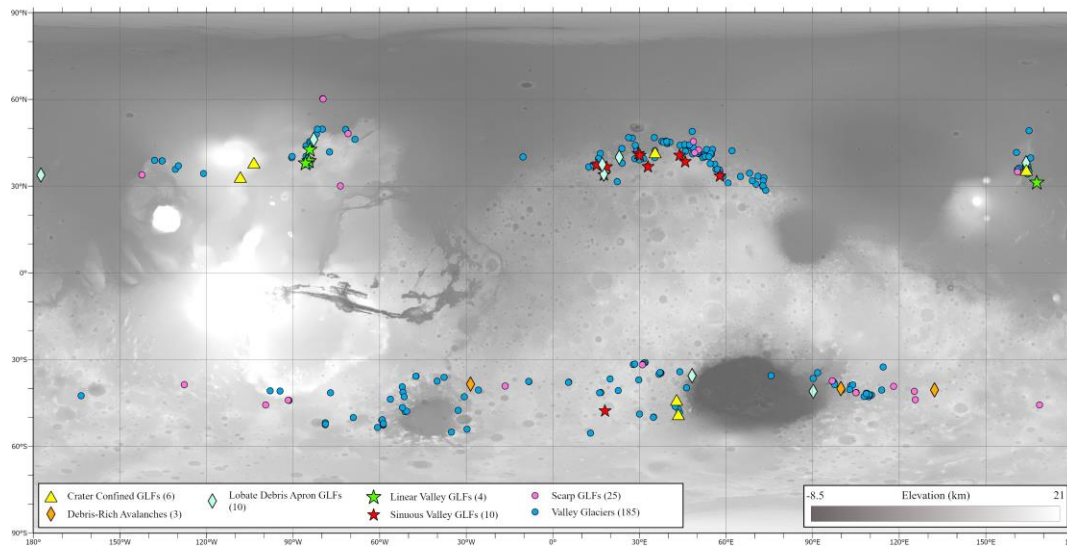 90°N
60°N
30°N
0°
30°S
60°S
90°S
Crater Confined GLFs (6)
Debris-Rich Avalanches (3)
Lobate Debris Apron GLFs
(10)
Linear Valley GLFs (4)
Sinuous Valley GLFs (10)
Scarp GLFs (25)
Valley Glaciers (185)
-8.5 Elevation (km) 21
180° 150°W 120°W 90°W 60°W 30°W 0° 30°E 60°E 90°E 120°E 150°E